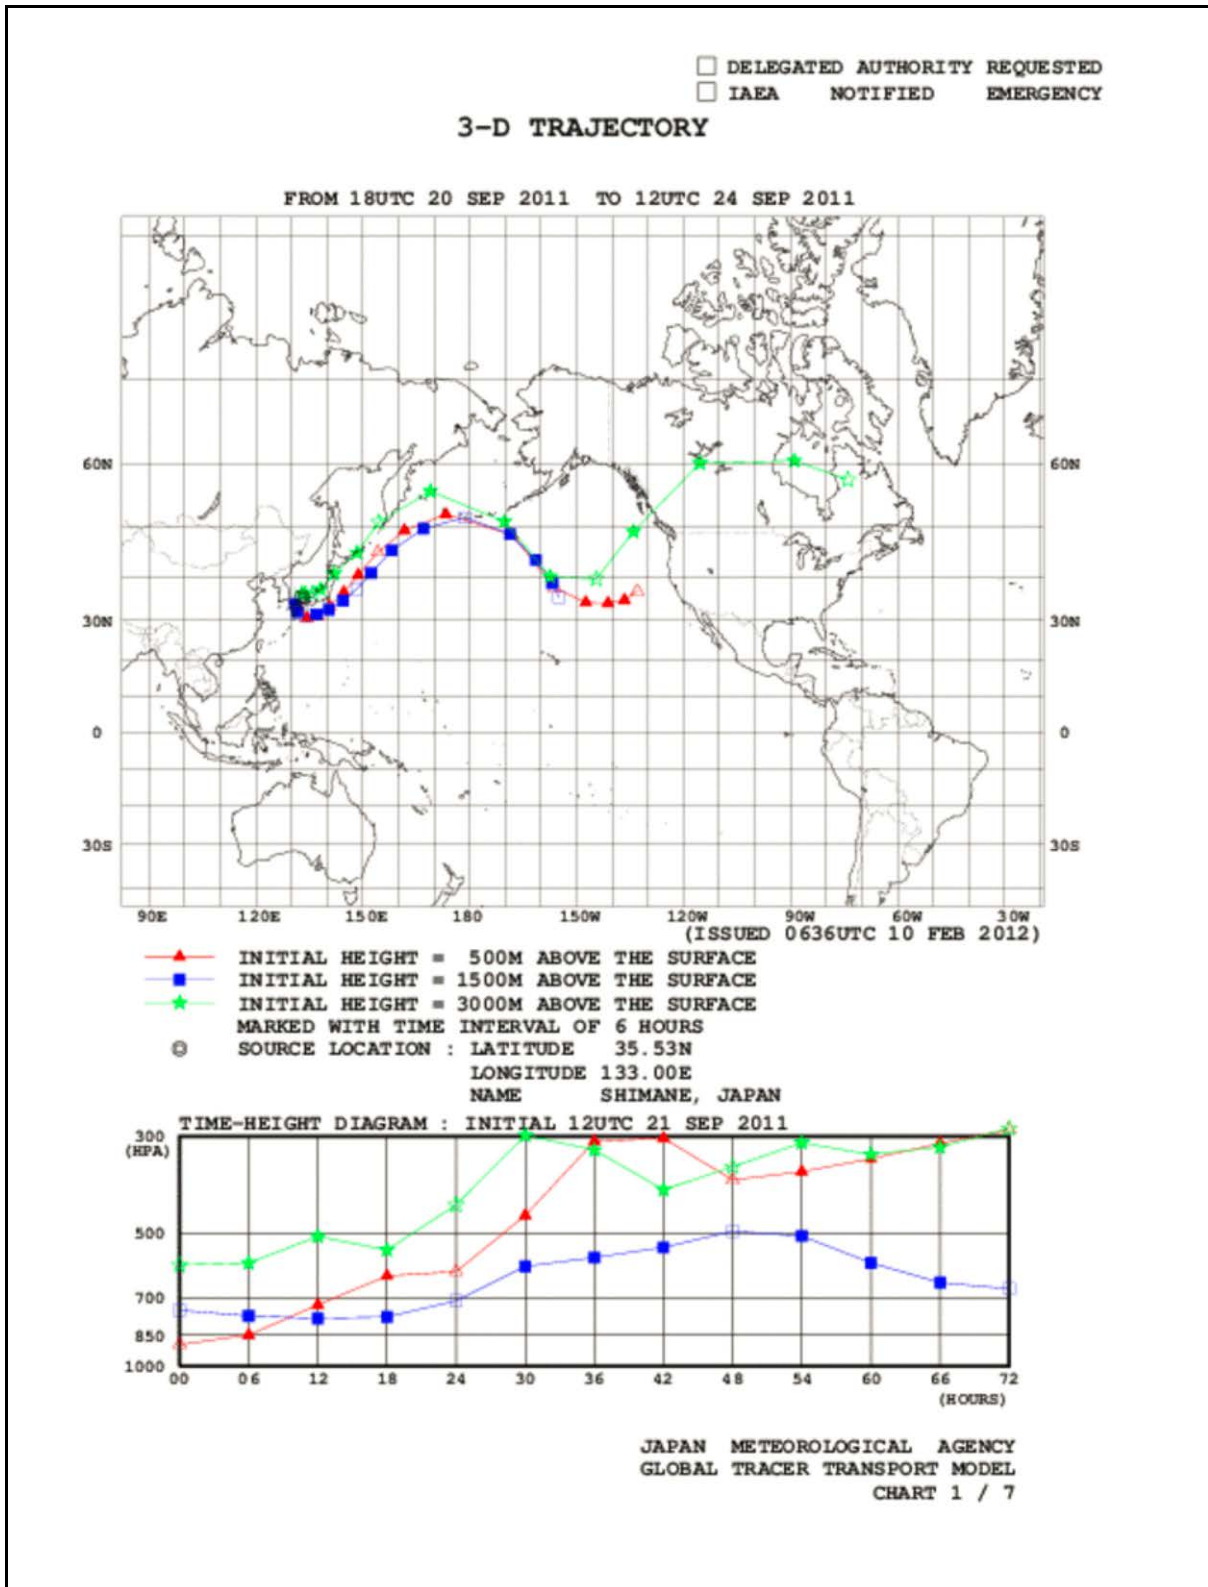 DELEGATED AUTHORITY REQUESTED
IAEA NOTIFIED EMERGENCY
3-D TRAJECTORY
FROM 18UTC 20 SEP 2011 TO 12UTC 24 SEP 2011
60N 60N
30N 30N
0 0
30S 30S
90E 120E 150E 180 150W 120W 90W 60W 30W
(ISSUED 0636UTC 10 FEB 2012)
INITIAL HEIGHT = 500M ABOVE THE SURFACE
INITIAL HEIGHT = 1500M ABOVE THE SURFACE
INITIAL HEIGHT = 3000M ABOVE THE SURFACE
MARKED WITH TIME INTERVAL OF 6 HOURS
SOURCE LOCATION : LATITUDE 35.53N
LONGITUDE 133.00E
NAME SHIMANE, JAPAN
TIME-HEIGHT DIAGRAM : INITIAL 12UTC 21 SEP 2011
300
(HPA)
500
700
850
1000
00 06 12 18 24 30 36 42 48 54 60 66 72
(HOURS)
JAPAN METEOROLOGICAL AGENCY
GLOBAL TRACER TRANSPORT MODEL
CHART 1 / 7